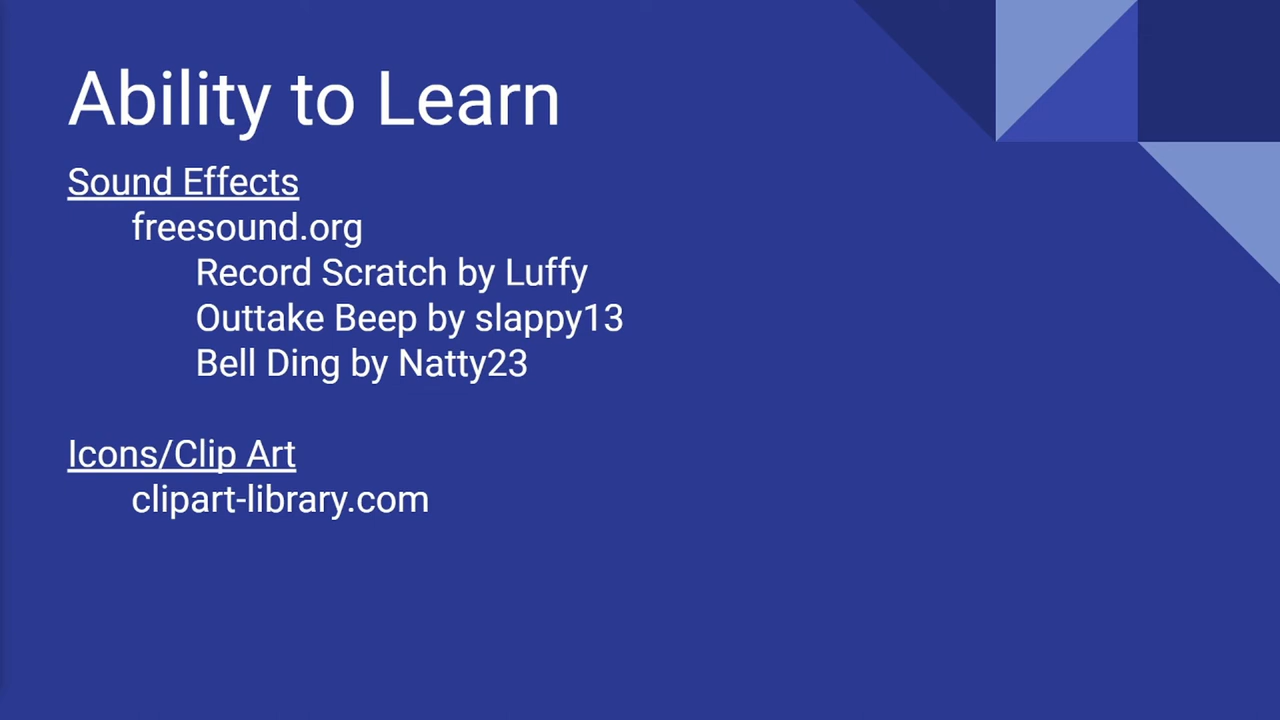 Ability to Learn
Sound Effects
freesound.org
Record Scratch by Luffy
Outtake Beep by slappy13
Bell Ding by Natty23
Icons/Clip Art
clipart-library.com